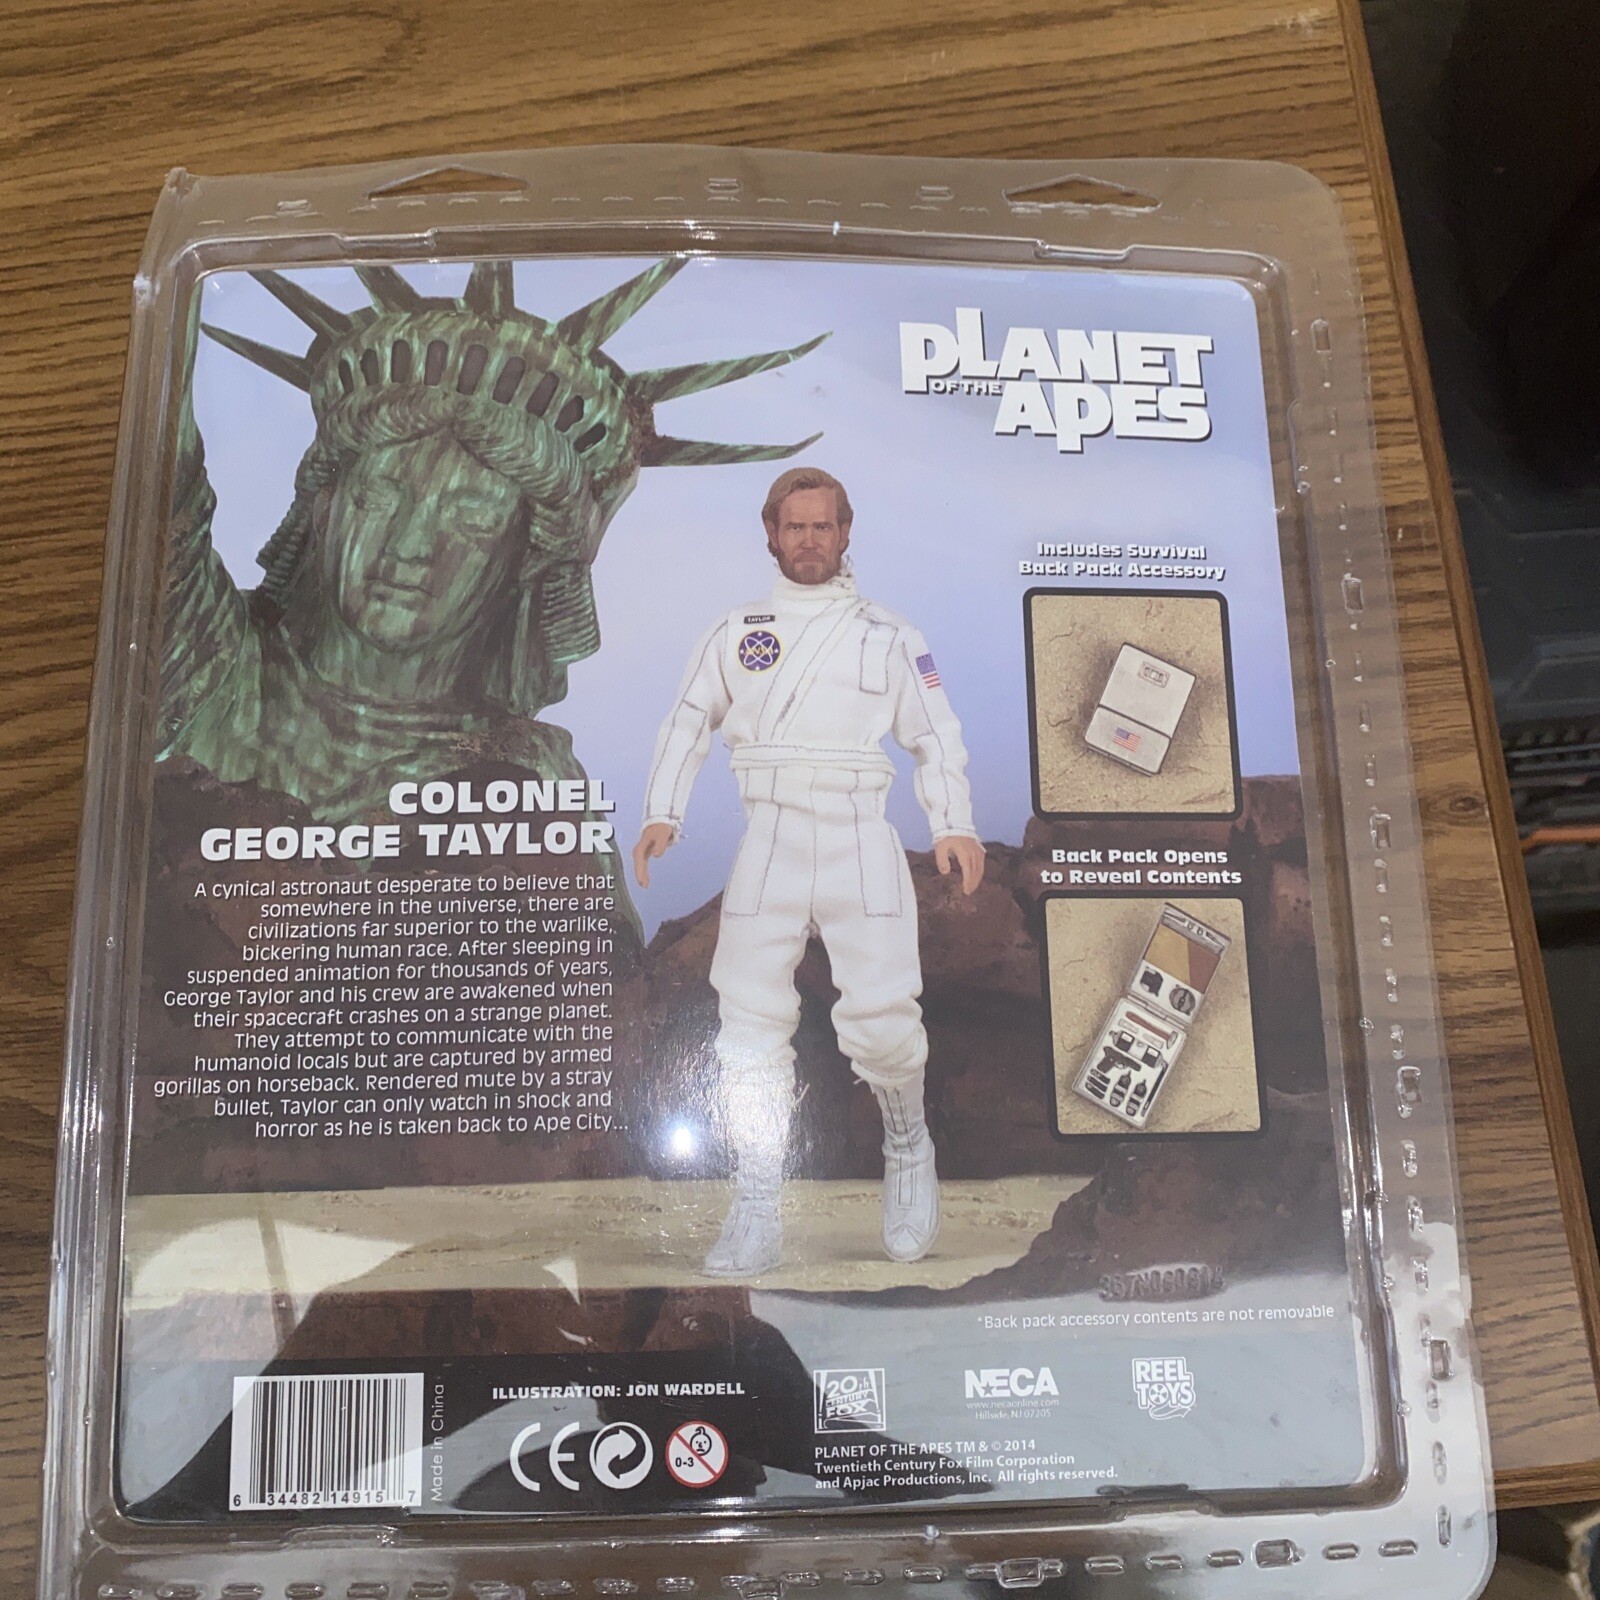 PLANET
OF THE
APES
Includes Survival
Back Pack Accessory
TAYLOR
COLONEL
GEORGE TAYLOR
A cynical astronaut desperate to believe that
somewhere in the universe, there are
civilizations far superior to the warlike,
bickering human race. After sleeping in
suspended animation for thousands of years,
George Taylor and his crew are awakened when
their spacecraft crashes on a strange planet.
They attempt to communicate with the
humanoid locals but are captured by armed
gorillas on horseback. Rendered mute by a stray
bullet, Taylor can only watch in shock and
horror as he is taken back to Ape City...
Back Pack Opens
to Reveal Contents
*Back pack accessory contents are not removable
6 34482 14915 7
Made in China
ILLUSTRATION: JON WARDELL
CE
0-3
20th
CENTURY
FOX
NECA
www.necaonline.com
Hillside, NJ 07205
REEL
TOYS
PLANET OF THE APES TM & © 2014
Twentieth Century Fox Film Corporation
and Apjac Productions, Inc. All rights reserved.